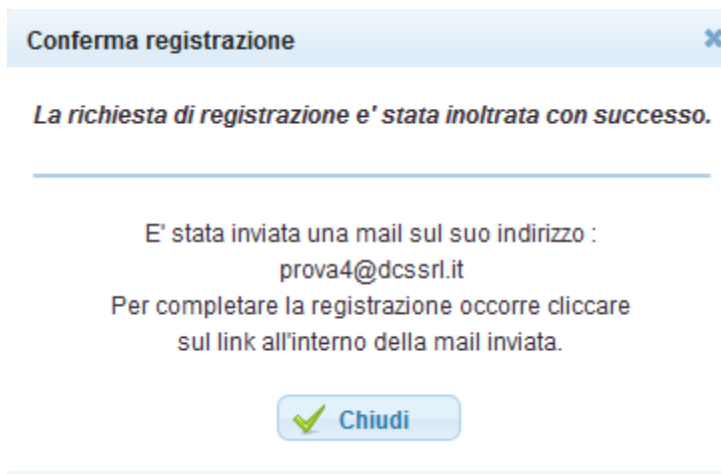 Conferma registrazione
La richiesta di registrazione e' stata inoltrata con successo.
E' stata inviata una mail sul suo indirizzo :
prova4@dcssrl.it
Per completare la registrazione occorre cliccare
sul link all'interno della mail inviata.
Chiudi